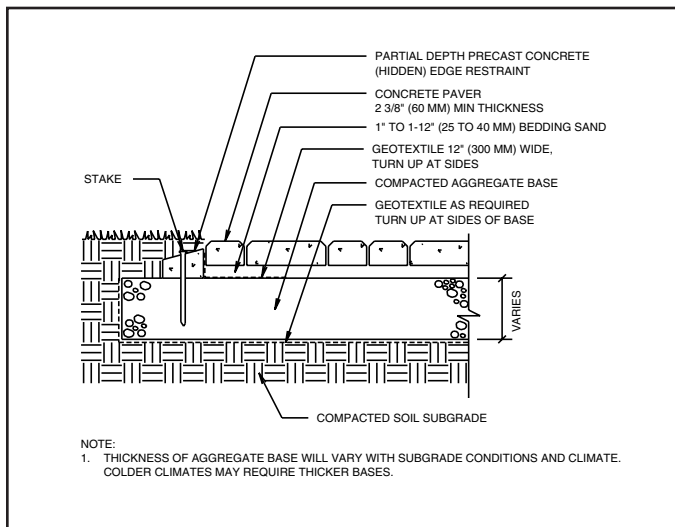 PARTIAL DEPTH PRECAST CONCRETE
(HIDDEN) EDGE RESTRAINT
CONCRETE PAVER
2 3/8" (60 MM) MIN THICKNESS
1" TO 1-12" (25 TO 40 MM) BEDDING SAND
GEOTEXTILE 12" (300 MM) WIDE,
TURN UP AT SIDES
STAKE
COMPACTED AGGREGATE BASE
GEOTEXTILE AS REQUIRED
TURN UP AT SIDES OF BASE
VARIES
COMPACTED SOIL SUBGRADE
NOTE:
1. THICKNESS OF AGGREGATE BASE WILL VARY WITH SUBGRADE CONDITIONS AND CLIMATE.
COLDER CLIMATES MAY REQUIRE THICKER BASES.